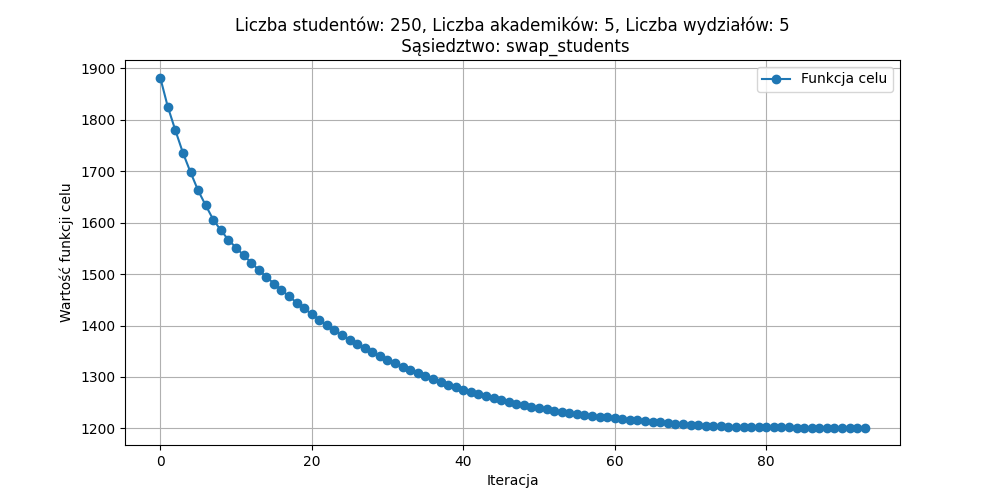 Liczba studentów: 250, Liczba akademików: 5, Liczba wydziałów: 5
Sąsiedztwo: swap_students
Funkcja celu
Wartość funkcji celu
1900
1800
1700
1600
1500
1400
1300
1200
0
20
40
60
80
Iteracja